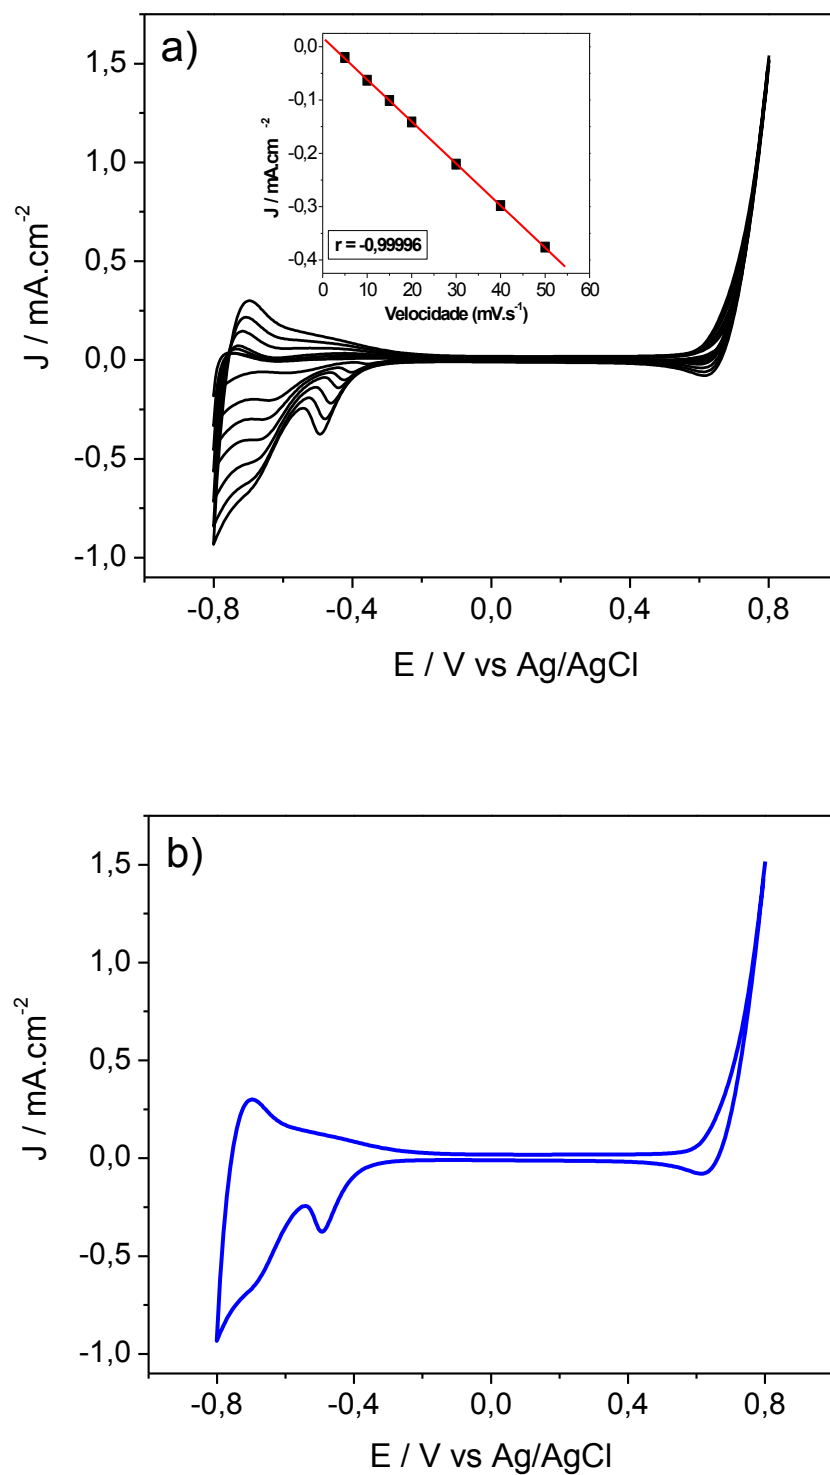 a)
1,5
1,0
0,5
0,0
-0,5
-1,0
J / mA.cm-2
-0,8 -0,4 0,0 0,4 0,8
E / V vs Ag/AgCl
0,0
-0,1
-0,2
-0,3
-0,4
J / mA.cm -2
r = -0,99996
0 10 20 30 40 50 60
Velocidade (mV.s-1)
b)
1,5
1,0
0,5
0,0
-0,5
-1,0
J / mA.cm-2
-0,8 -0,4 0,0 0,4 0,8
E / V vs Ag/AgCl